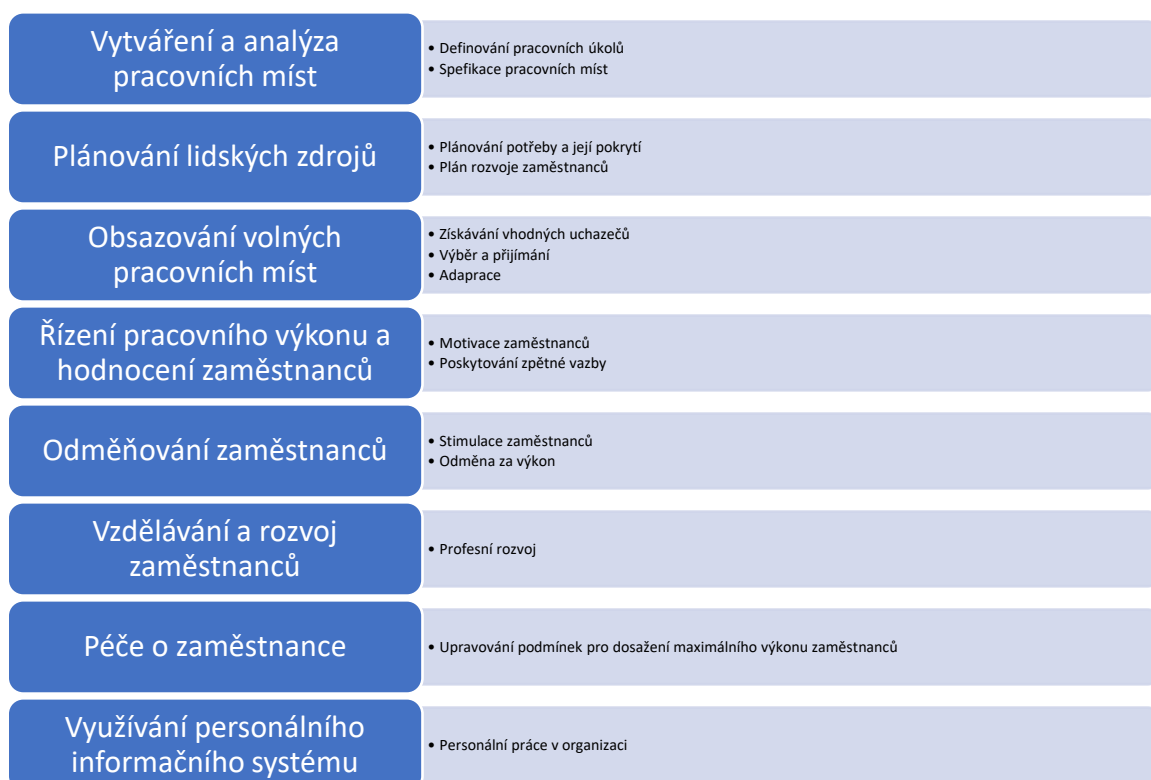 Vytváření a analýza
pracovních míst
• Definování pracovních úkolů
• Spefikace pracovních míst
Plánování lidských zdrojů
• Plánování potřeby a její pokrytí
• Plán rozvoje zaměstnanců
Obsazování volných
pracovních míst
• Získávání vhodných uchazečů
• Výběr a přijímání
• Adaprace
Řízení pracovního výkonu a
hodnocení zaměstnanců
• Motivace zaměstnanců
• Poskytování zpětné vazby
Odměňování zaměstnanců
• Stimulace zaměstnanců
• Odměna za výkon
Vzdělávání a rozvoj
zaměstnanců
• Profesní rozvoj
Péče o zaměstnance
• Upravování podmínek pro dosažení maximálního výkonu zaměstnanců
Využívání personálního
informačního systému
• Personální práce v organizaci